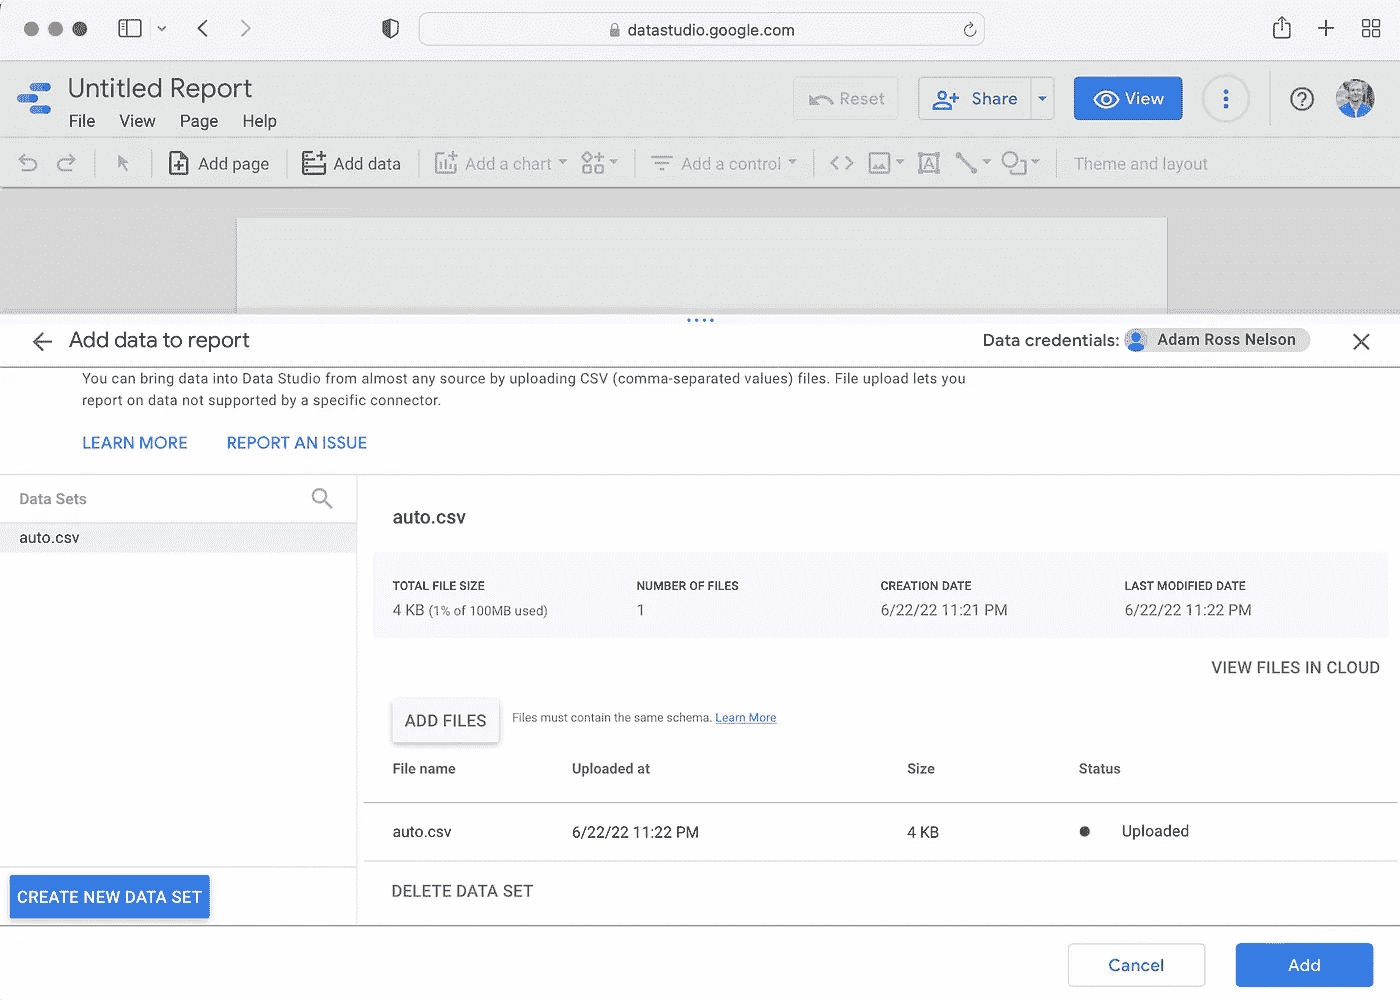 datastudio.google.com
Untitled Report
Reset
Share
View
File View Page Help
Add page
Add data
Add a chart
Add a control
Theme and layout
Add data to report
Data credentials: Adam Ross Nelson
You can bring data into Data Studio from almost any source by uploading CSV (comma-separated values) files. File upload lets you
report on data not supported by a specific connector.
LEARN MORE REPORT AN ISSUE
Data Sets
auto.csv
CREATE NEW DATA SET
auto.csv
TOTAL FILE SIZE NUMBER OF FILES CREATION DATE LAST MODIFIED DATE
4 KB (1% of 100MB used) 1 6/22/22 11:21 PM 6/22/22 11:22 PM
VIEW FILES IN CLOUD
ADD FILES Files must contain the same schema. Learn More
File name Uploaded at Size Status
auto.csv 6/22/22 11:22 PM 4 KB Uploaded
DELETE DATA SET
Cancel Add